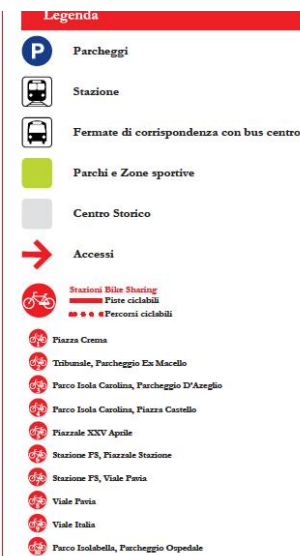 Legenda
P
Parcheggi
Stazione
Fermate di corrispondenza con bus centro
Parchi e Zone sportive
Centro Storico
Accessi
Stazioni Bike Sharing
Piste ciclabili
Percorsi ciclabili
Piazza Crema
Tribunale, Parcheggio Ex Macello
Parco Isola Carolina, Parcheggio D'Azeglio
Parco Isola Carolina, Piazza Castello
Piazzale XXV Aprile
Stazione FS, Piazzale Stazione
Stazione FS, Viale Pavia
Viale Pavia
Viale Italia
Parco Isolabella, Parcheggio Ospedale